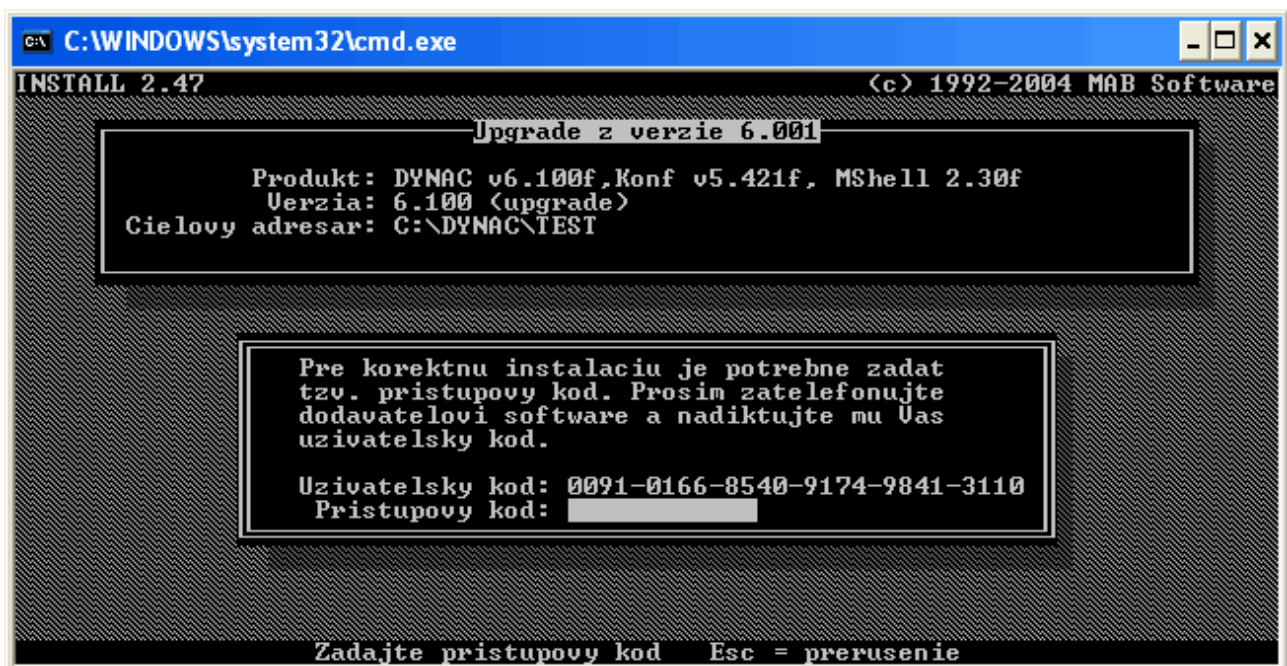 C:\WINDOWS\system32\cmd.exe
INSTALL 2.47 (c) 1992-2004 MAB Software
Upgrade z verzie 6.001
Produkt: DYNAC v6.100f,Konf v5.421f, MShell 2.30f
Verzia: 6.100 (upgrade)
Cielovy adresar: C:\DYNAC\TEST
Pre korektnu instalaciu je potrebne zadat
tzv. pristupovy kod. Prosim zatelefonujte
dodavatelovi software a nadiktujte mu Vas
uzivatelsky kod.
Uzivatelsky kod: 0091-0166-8540-9174-9841-3110
Pristupovy kod:
Zadajte pristupovy kod Esc = prerusenie